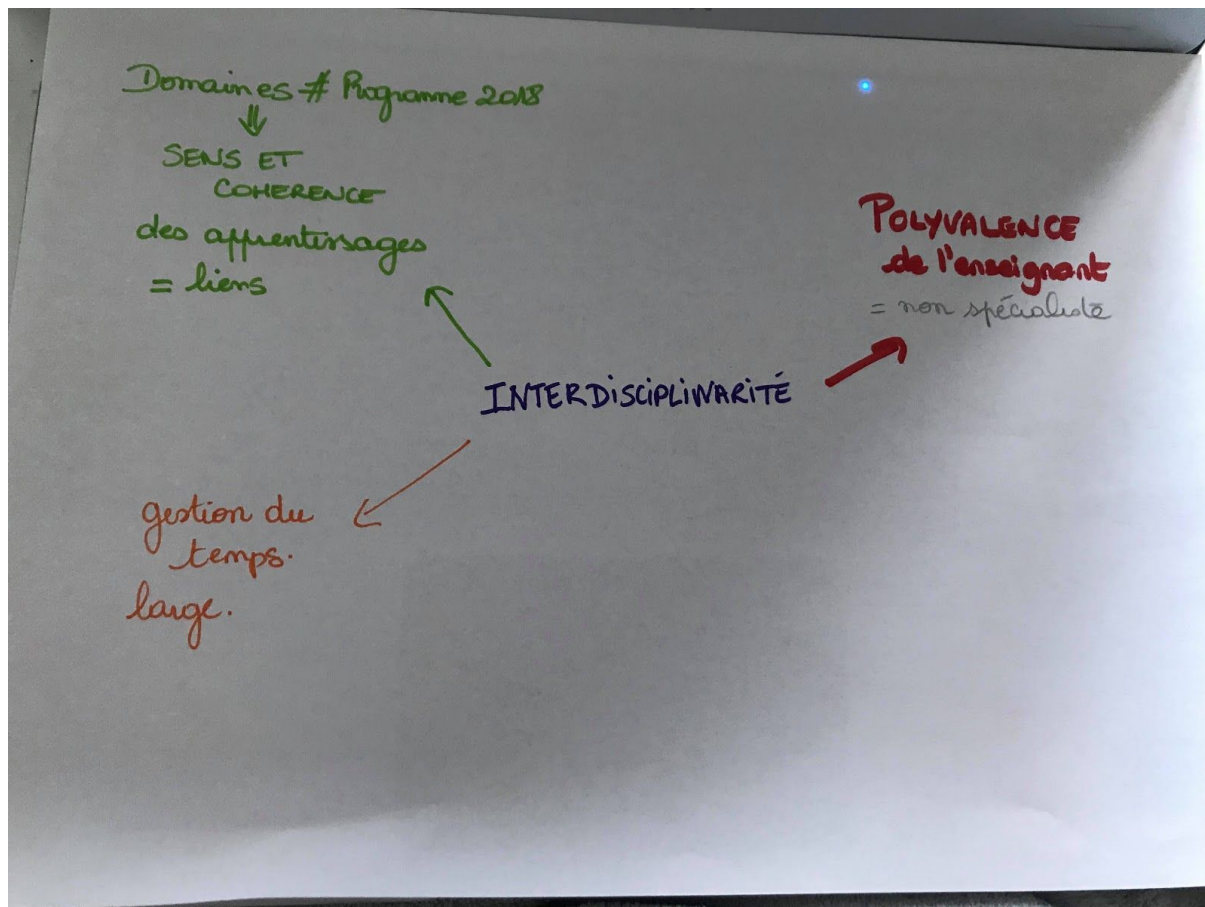 Domaines # Programme 2018
⇓
SENS ET
COHERENCE
des apprentissages
= liens
POLYVALENCE
de l'enseignant
= non spécialiste
INTERDISCIPLINARITÉ
gestion du
temps.
large.